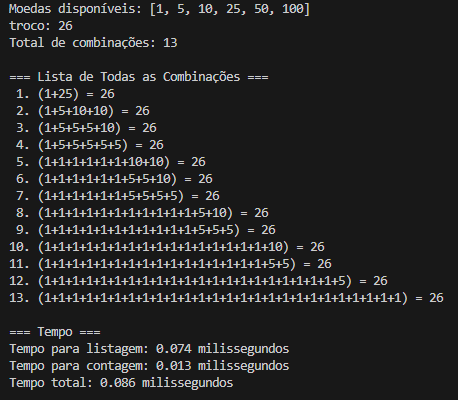 Moedas disponíveis: [1, 5, 10, 25, 50, 100]
troco: 26
Total de combinações: 13
=== Lista de Todas as Combinações ===
1. (1+25) = 26
2. (1+5+10+10) = 26
3. (1+5+5+5+10) = 26
4. (1+5+5+5+5+5) = 26
5. (1+1+1+1+1+1+10+10) = 26
6. (1+1+1+1+1+1+5+5+10) = 26
7. (1+1+1+1+1+1+5+5+5+5) = 26
8. (1+1+1+1+1+1+1+1+1+1+1+5+10) = 26
9. (1+1+1+1+1+1+1+1+1+1+1+5+5+5) = 26
10. (1+1+1+1+1+1+1+1+1+1+1+1+1+1+1+1+10) = 26
11. (1+1+1+1+1+1+1+1+1+1+1+1+1+1+1+1+5+5) = 26
12. (1+1+1+1+1+1+1+1+1+1+1+1+1+1+1+1+1+1+1+1+1+5) = 26
13. (1+1+1+1+1+1+1+1+1+1+1+1+1+1+1+1+1+1+1+1+1+1+1+1+1+1) = 26
=== Tempo ===
Tempo para listagem: 0.074 milissegundos
Tempo para contagem: 0.013 milissegundos
Tempo total: 0.086 milissegundos